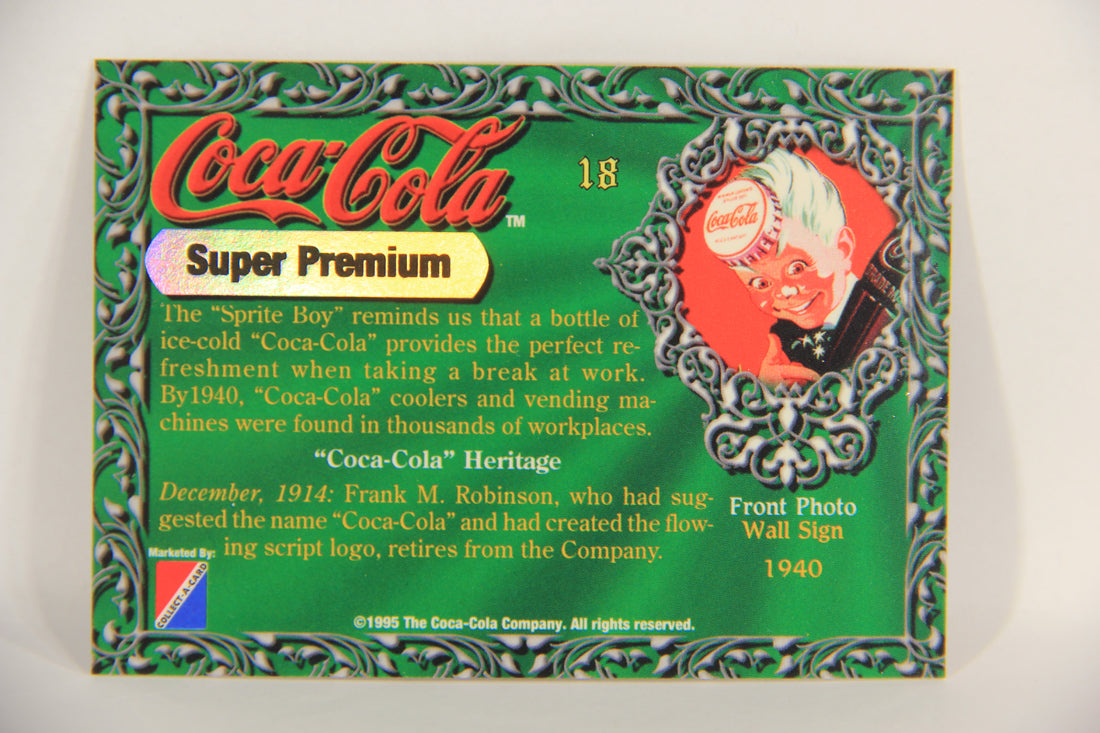 Coca-Cola™
18
Super Premium
Coca-Cola
The “Sprite Boy” reminds us that a bottle of
ice-cold “Coca-Cola” provides the perfect re-
freshment when taking a break at work.
By1940, “Coca-Cola” coolers and vending ma-
chines were found in thousands of workplaces.
“Coca-Cola” Heritage
December, 1914: Frank M. Robinson, who had sug-
gested the name “Coca-Cola” and had created the flow-
ing script logo, retires from the Company.
Front Photo
Wall Sign
1940
Marketed By:
COLLECT-A-CARD
©1995 The Coca-Cola Company. All rights reserved.